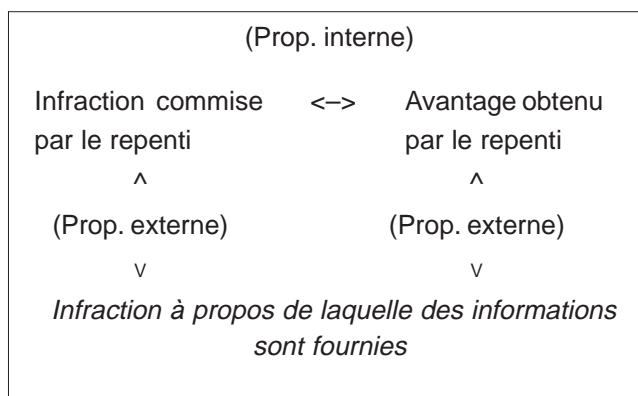 (Prop. interne)
Infraction commise <–> Avantage obtenu
par le repenti par le repenti
^ ^
(Prop. externe) (Prop. externe)
v v
Infraction à propos de laquelle des informations
sont fournies